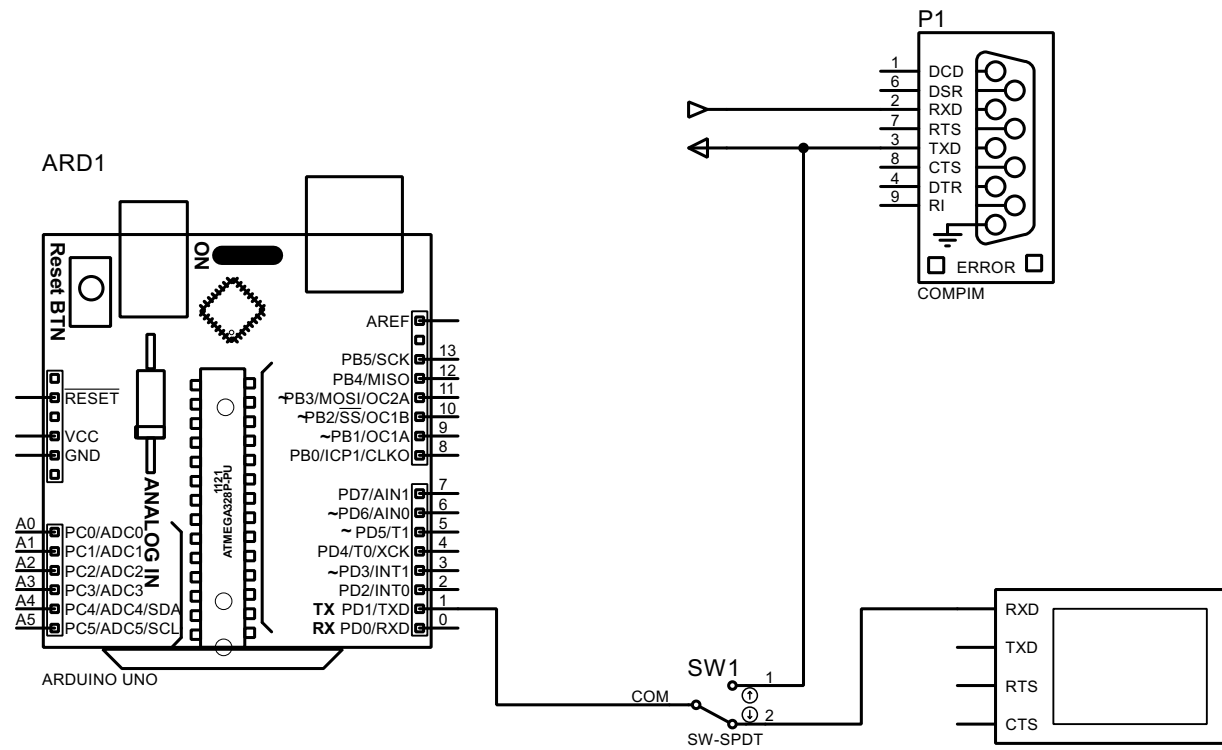 P1
1 DCD
6 DSR
2 RXD
7 RTS
3 TXD
8 CTS
4 DTR
9 RI
ERROR
COMPIM
ARD1
Reset BTN
ON
AREF
PB5/SCK 13
PB4/MISO 12
~PB3/MOSI/OC2A 11
~PB2/SS/OC1B 10
~PB1/OC1A 9
PB0/ICP1/CLKO 8
RESET
VCC
GND
1121
ATMEGA328P-PU
ANALOG IN
PD7/AIN1 7
~PD6/AIN0 6
~ PD5/T1 5
PD4/T0/XCK 4
~PD3/INT1 3
PD2/INT0 2
TX PD1/TXD 1
RX PD0/RXD 0
A0 PC0/ADC0
A1 PC1/ADC1
A2 PC2/ADC2
A3 PC3/ADC3
A4 PC4/ADC4/SDA
A5 PC5/ADC5/SCL
ARDUINO UNO
SW1
COM
1
2
SW-SPDT
RXD
TXD
RTS
CTS